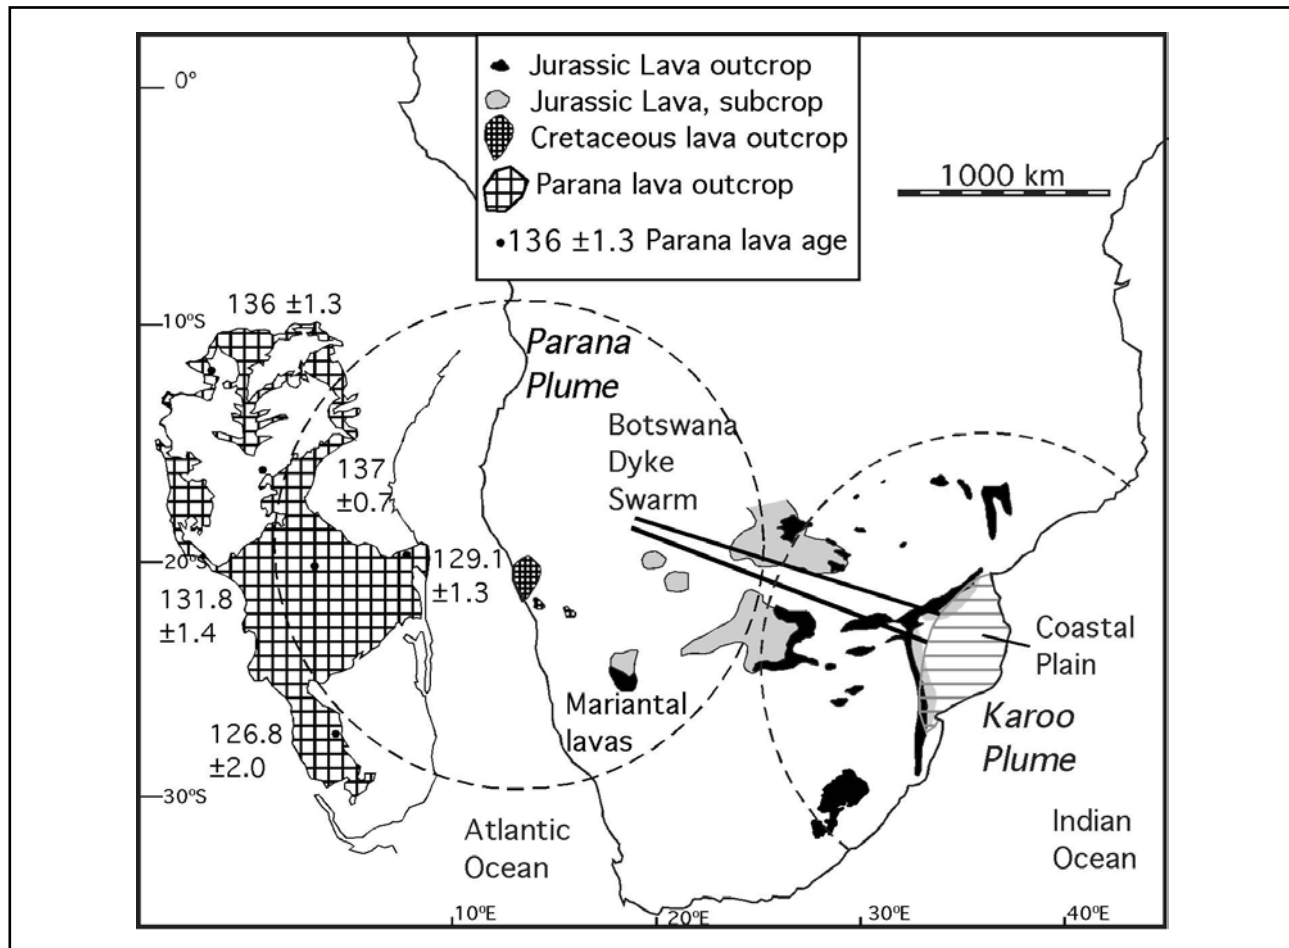 Jurassic Lava outcrop
Jurassic Lava, subcrop
Cretaceous lava outcrop
Parana lava outcrop
136 ±1.3 Parana lava age
0°
1000 km
10°S
136 ±1.3
Parana
Plume
Botswana
Dyke
Swarm
137
±0.7
20°S
129.1
±1.3
131.8
±1.4
Coastal
Plain
Mariantal
lavas
Karoo
Plume
126.8
±2.0
30°S
Atlantic
Ocean
Indian
Ocean
10°E
20°E
30°E
40°E